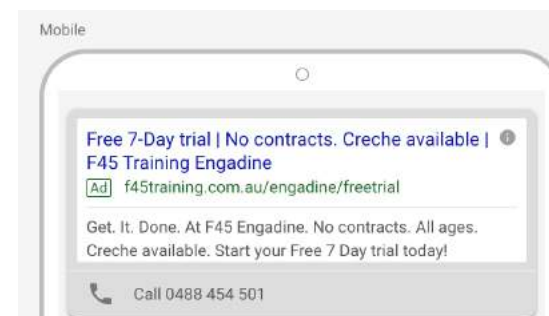 Mobile
Free 7-Day trial | No contracts. Creche available |
F45 Training Engadine
Ad f45training.com.au/engadine/freetrial
Get. It. Done. At F45 Engadine. No contracts. All ages.
Creche available. Start your Free 7 Day trial today!
Call 0488 454 501